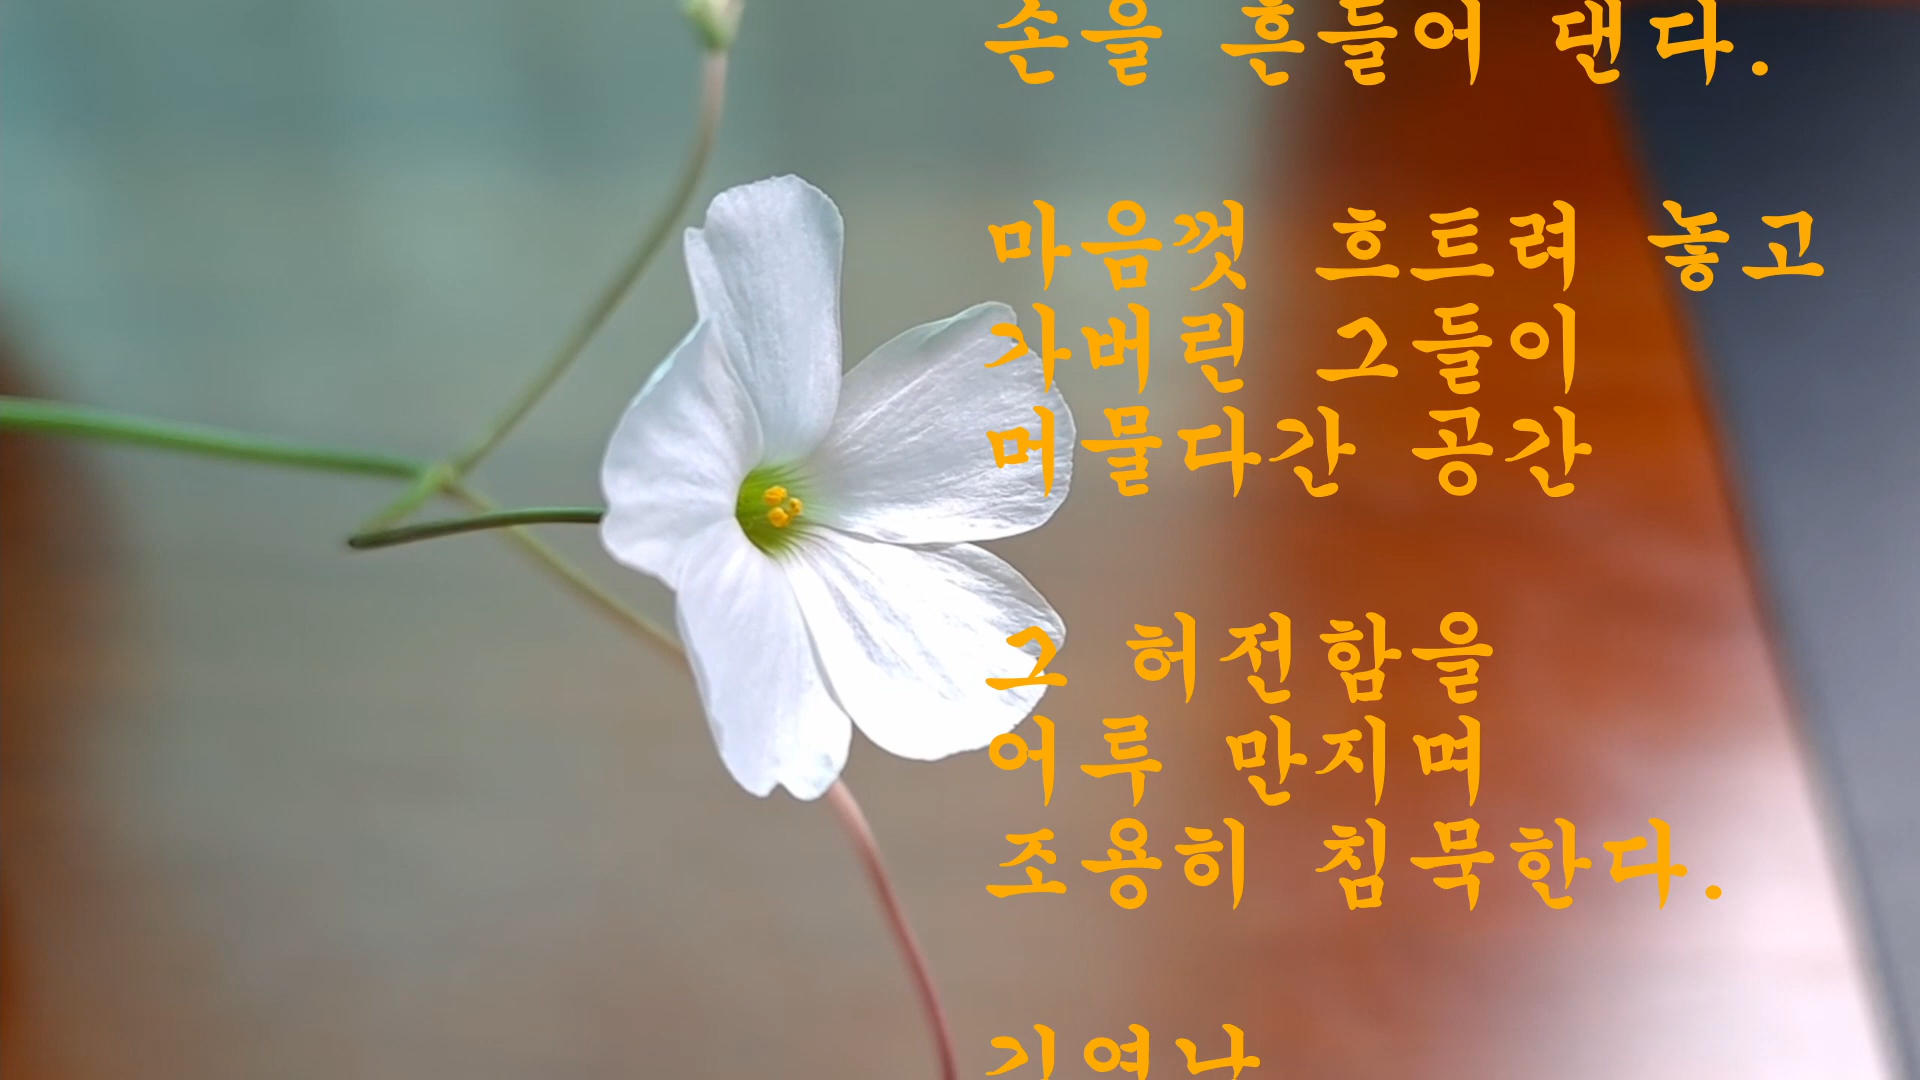 손을 흔들어 댄다.
마음껏 흐트려 놓고
가버린 그들이
머물다간 공간
그 허전함을
어루 만지며
조용히 침묵한다.